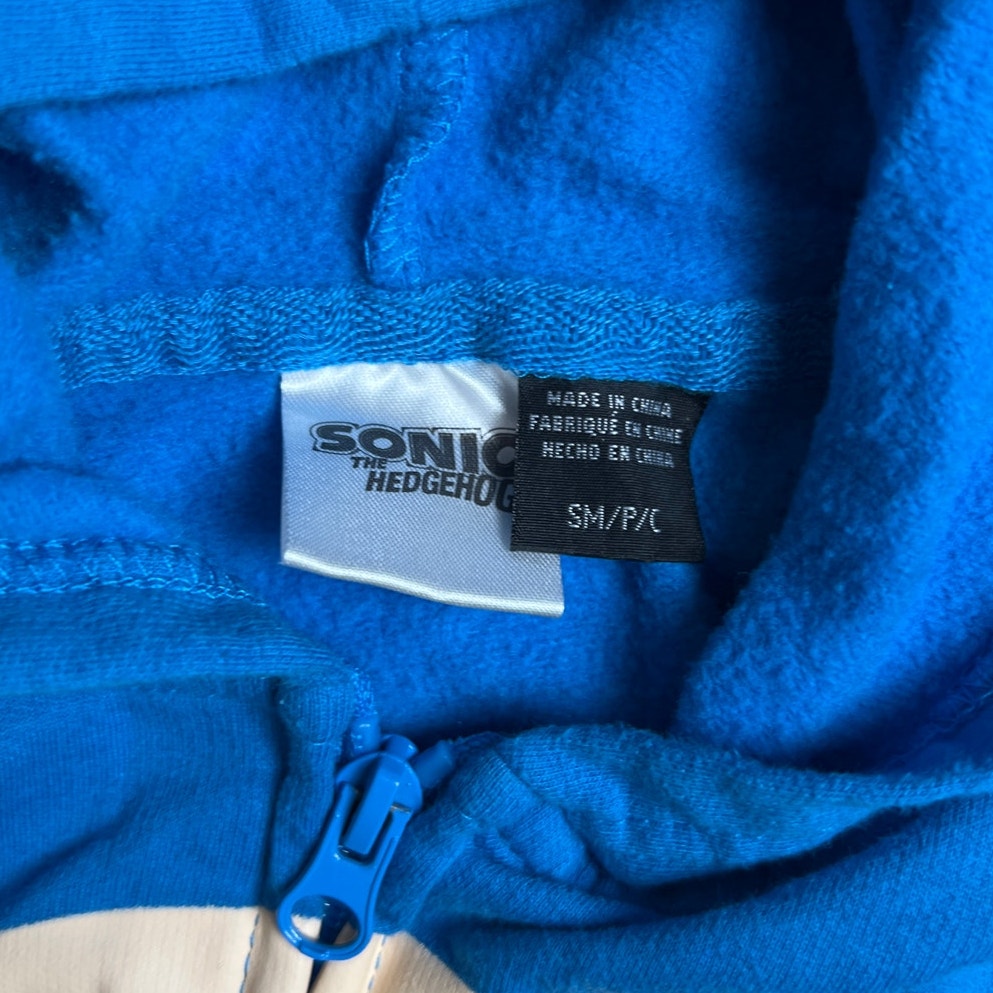 SONIC
THE
HEDGEHOG
MADE IN CHINA
FABRIQUÉ EN CHINE
HECHO EN CHINA
SM/P/C